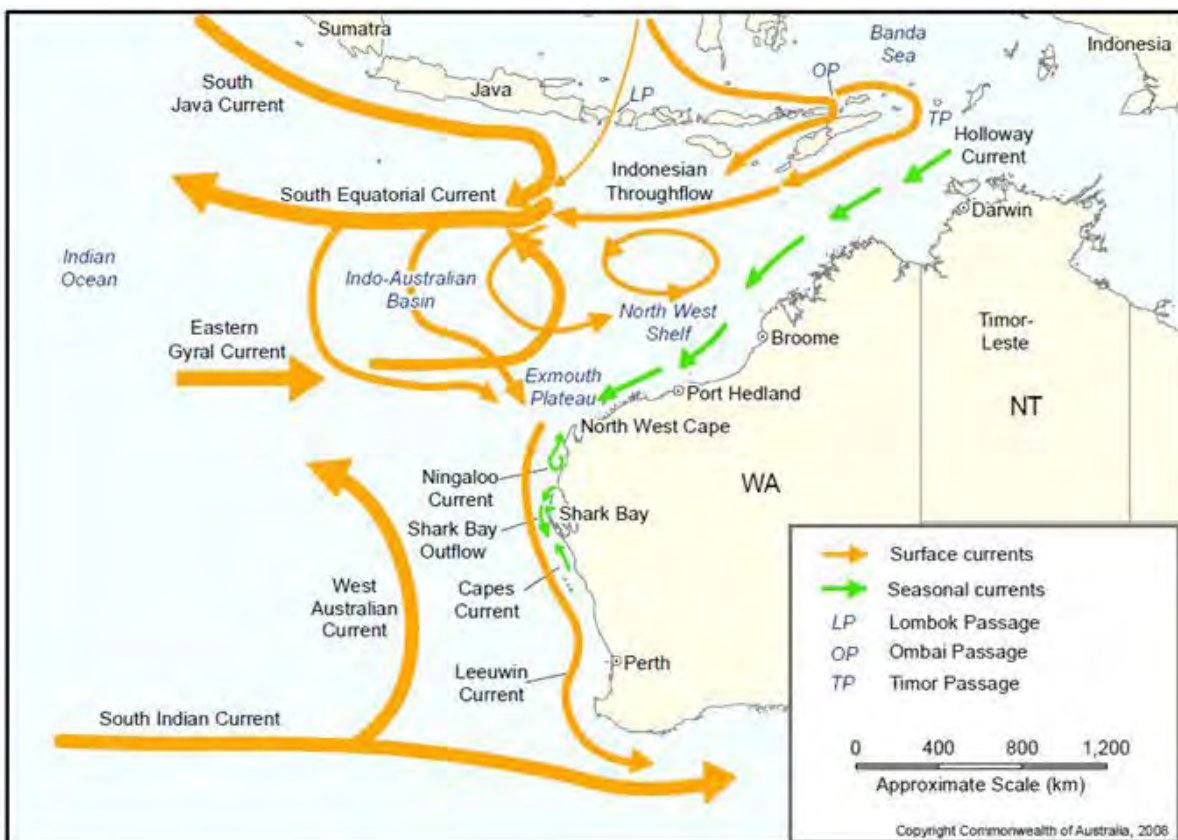 Sumatra
Banda
Sea
Indonesia
South
Java Current
Java
LP
OP
TP
Holloway
Current
Indonesian
Throughflow
South Equatorial Current
Darwin
Indian
Ocean
Indo-Australian
Basin
North West
Shelf
Timor-
Leste
Eastern
Gyral Current
Broome
Exmouth
Plateau
Port Hedland
NT
North West Cape
Ningaloo
Current
WA
Shark Bay
Shark Bay
Outflow
West
Australian
Current
Capes
Current
Perth
Leeuwin
Current
South Indian Current
Surface currents
Seasonal currents
LP Lombok Passage
OP Ombai Passage
TP Timor Passage
0 400 800 1,200
Approximate Scale (km)
Copyright Commonwealth of Australia, 2008